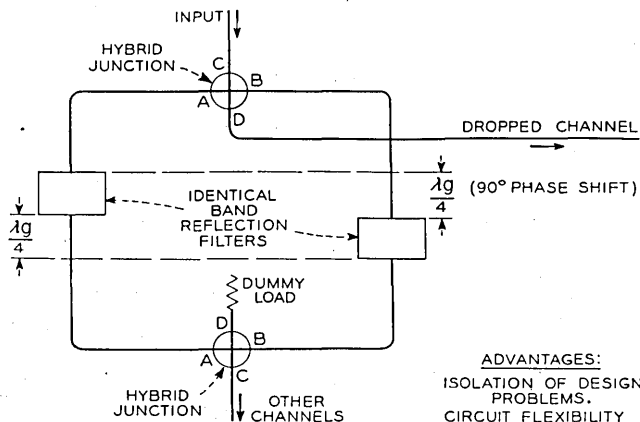 INPUT
HYBRID
JUNCTION
C
B
A
D
DROPPED CHANNEL
λg
4
(90° PHASE SHIFT)
IDENTICAL
BAND
REFLECTION
FILTERS
λg
4
DUMMY
LOAD
D
B
A
C
HYBRID
JUNCTION
OTHER
CHANNELS
ADVANTAGES:
ISOLATION OF DESIGN
PROBLEMS.
CIRCUIT FLEXIBILITY